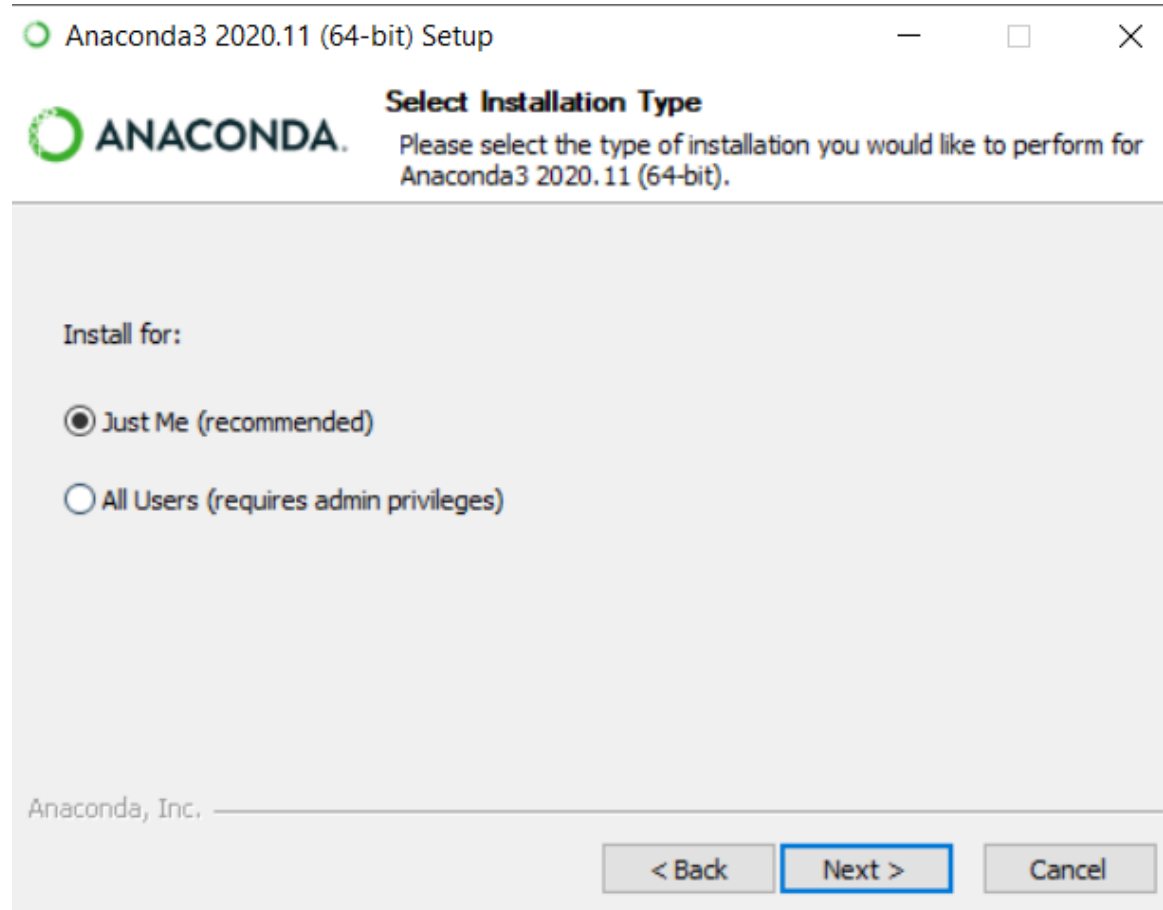 Anaconda3 2020.11 (64-bit) Setup
ANACONDA.
Select Installation Type
Please select the type of installation you would like to perform for
Anaconda3 2020.11 (64-bit).
Install for:
Just Me (recommended)
All Users (requires admin privileges)
Anaconda, Inc.
< Back Next > Cancel